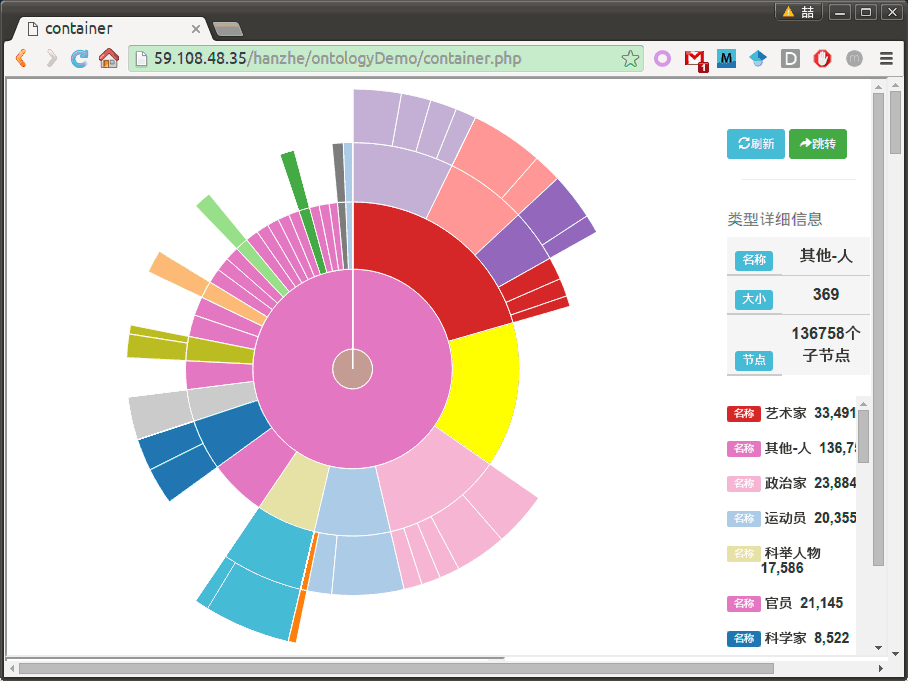 喆
container
59.108.48.35/hanzhe/ontologyDemo/container.php
M 1 M D m
刷新 跳转
类型详细信息
名称 其他-人
大小 369
节点 136758个
子节点
名称 艺术家 33,491
名称 其他-人 136,75
名称 政治家 23,884
名称 运动员 20,355
名称 科举人物
17,586
名称 官员 21,145
名称 科学家 8,522